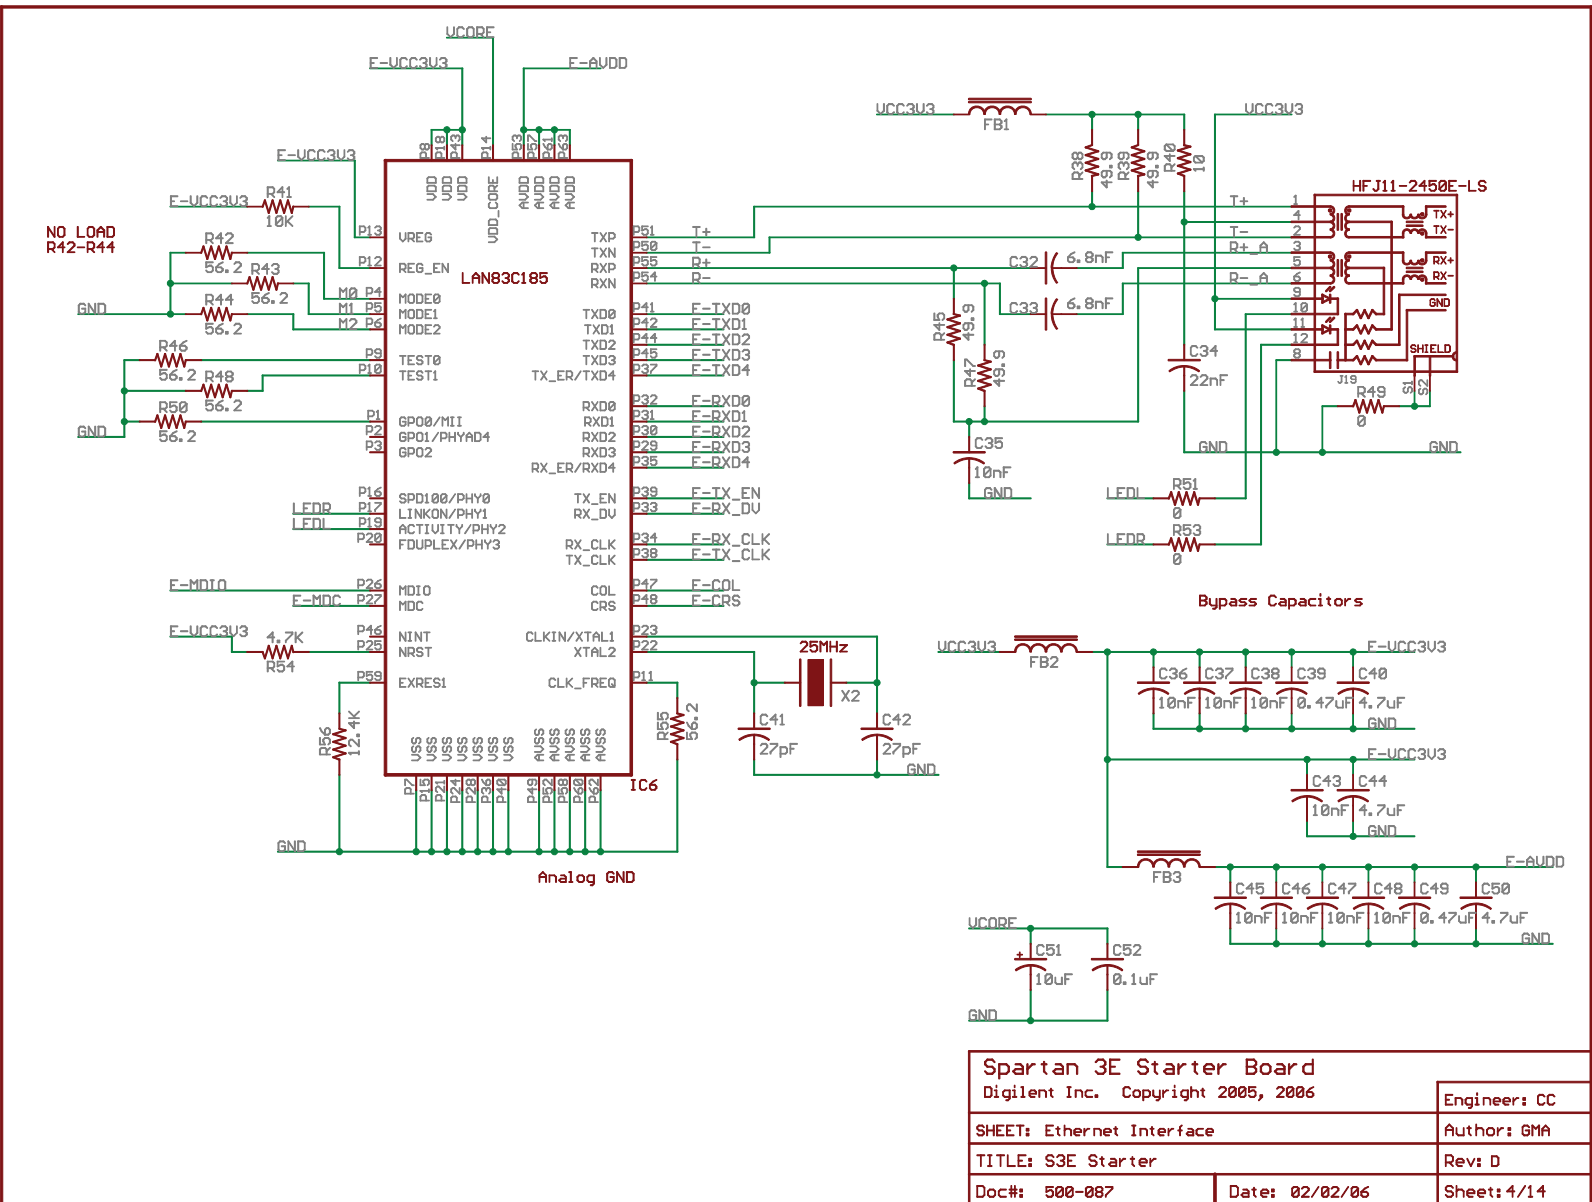 VCORE
E-VCC3V3
E-AVDD
E-VCC3V3
E-VCC3V3
R41
10K
NO LOAD
R42-R44
R42
56.2
R43
56.2
R44
56.2
GND
M0
M1
M2
R46
56.2
R48
56.2
R50
56.2
GND
LEDR
LEDL
E-MDIO
E-MDC
E-VCC3V3
4.7K
R54
R56
12.4K
GND
P8
P18
P43
P14
P53
P57
P61
P63
VDD
VDD
VDD
VDD_CORE
AVDD
AVDD
AVDD
AVDD
LAN83C185
P13 VREG
P12 REG_EN
P4 MODE0
P5 MODE1
P6 MODE2
P9 TEST0
P10 TEST1
P1 GPO0/MII
P2 GPO1/PHYAD4
P3 GPO2
P16 SPD100/PHY0
P17 LINKON/PHY1
P19 ACTIVITY/PHY2
P20 FDUPLEX/PHY3
P26 MDIO
P27 MDC
P46 NINT
P25 NRST
P59 EXRES1
TXP P51 T+
TXN P50 T-
RXP P55 R+
RXN P54 R-
TXD0 P41 E-TXD0
TXD1 P42 E-TXD1
TXD2 P44 E-TXD2
TXD3 P45 E-TXD3
TX_ER/TXD4 P37 E-TXD4
RXD0 P32 E-RXD0
RXD1 P31 E-RXD1
RXD2 P30 E-RXD2
RXD3 P29 E-RXD3
RX_ER/RXD4 P35 E-RXD4
TX_EN P39 E-TX_EN
RX_DV P33 E-RX_DV
RX_CLK P34 E-RX_CLK
TX_CLK P38 E-TX_CLK
COL P47 E-COL
CRS P48 E-CRS
CLKIN/XTAL1 P23
XTAL2 P22
CLK_FREQ P11
VSS
VSS
VSS
VSS
VSS
VSS
VSS
AVSS
AVSS
AVSS
AVSS
AVSS
P7
P15
P21
P24
P28
P36
P40
P49
P52
P58
P60
P62
IC6
R55
56.2
Analog GND
25MHz
X2
C41
27pF
C42
27pF
GND
VCC3V3
FB1
R38
49.9
R39
49.9
R40
10
VCC3V3
HFJ11-2450E-LS
T+
T-
R+_A
R-_A
1
4
2
3
5
6
9
10
11
12
8
TX+
TX-
RX+
RX-
GND
SHIELD
J19
S1
S2
C32
6.8nF
C33
6.8nF
R45
49.9
R47
49.9
C35
10nF
GND
C34
22nF
R49
0
GND
GND
LEDL
R51
0
LEDR
R53
0
Bypass Capacitors
VCC3V3
FB2
E-VCC3V3
C36
10nF
C37
10nF
C38
10nF
C39
0.47uF
C40
4.7uF
GND
E-VCC3V3
C43
10nF
C44
4.7uF
GND
FB3
E-AVDD
C45
10nF
C46
10nF
C47
10nF
C48
10nF
C49
0.47uF
C50
4.7uF
GND
VCORE
+
C51
10uF
C52
0.1uF
GND
Spartan 3E Starter Board
Digilent Inc. Copyright 2005, 2006
Engineer: CC
SHEET: Ethernet Interface
Author: GMA
TITLE: S3E Starter
Rev: D
Doc#: 500-087
Date: 02/02/06
Sheet: 4/14